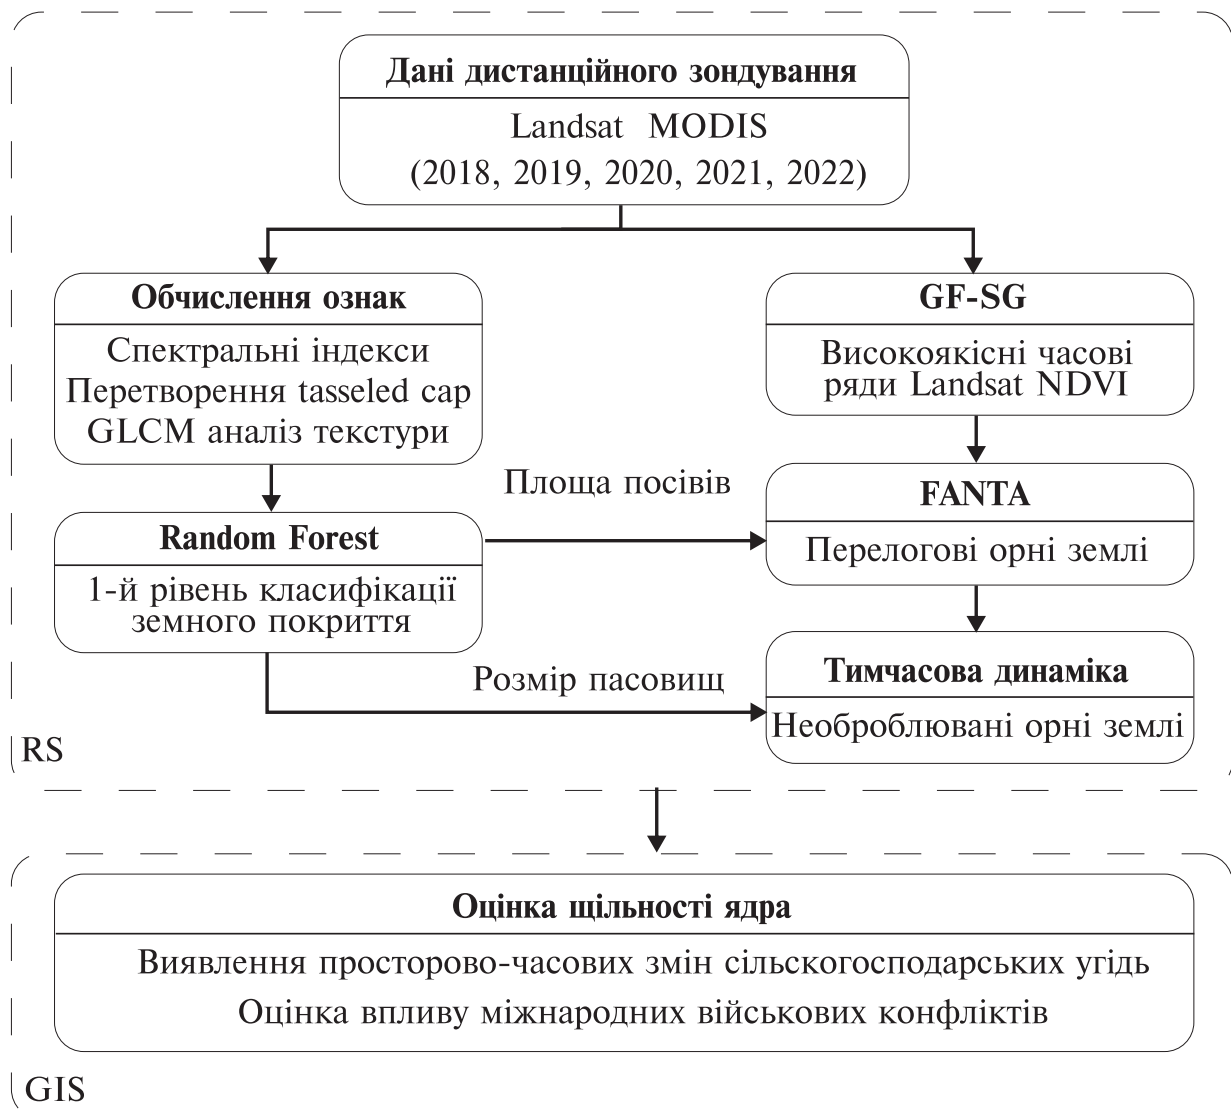 Дані дистанційного зондування
Landsat MODIS
(2018, 2019, 2020, 2021, 2022)
Обчислення ознак
Спектральні індекси
Перетворення tasseled cap
GLCM аналіз текстури
GF-SG
Високоякісні часові
ряди Landsat NDVI
Площа посівів
FANTA
Перелогові орні землі
Random Forest
1-й рівень класифікації
земного покриття
Розмір пасовищ
Тимчасова динаміка
Необроблювані орні землі
RS
Оцінка щільності ядра
Виявлення просторово-часових змін сільскогосподарських угідь
Оцінка впливу міжнародних військових конфліктів
GIS